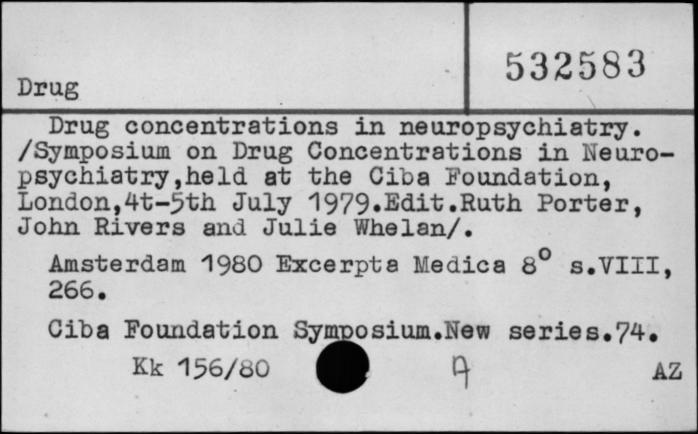 532583
Drug
Drug concentrations in neuropsychiatry.
/Symposium on Drug Concentrations in Neuro-
psychiatry,held at the Ciba Foundation,
London,4t-5th July 1979.Edit.Ruth Porter,
John Rivers and Julie Whelan/.
Amsterdam 1980 Excerpta Medica 8° s.VIII,
266.
Ciba Foundation Symposium.New series.74.
Kk 156/80 A AZ